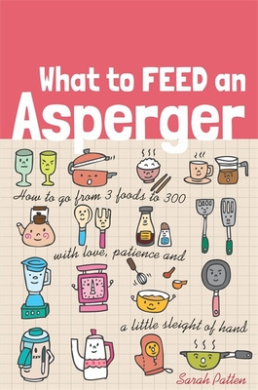 What to FEED an
Asperger
How to go from 3 foods to 300
with love, patience and
a little sleight of hand
Sarah Patten